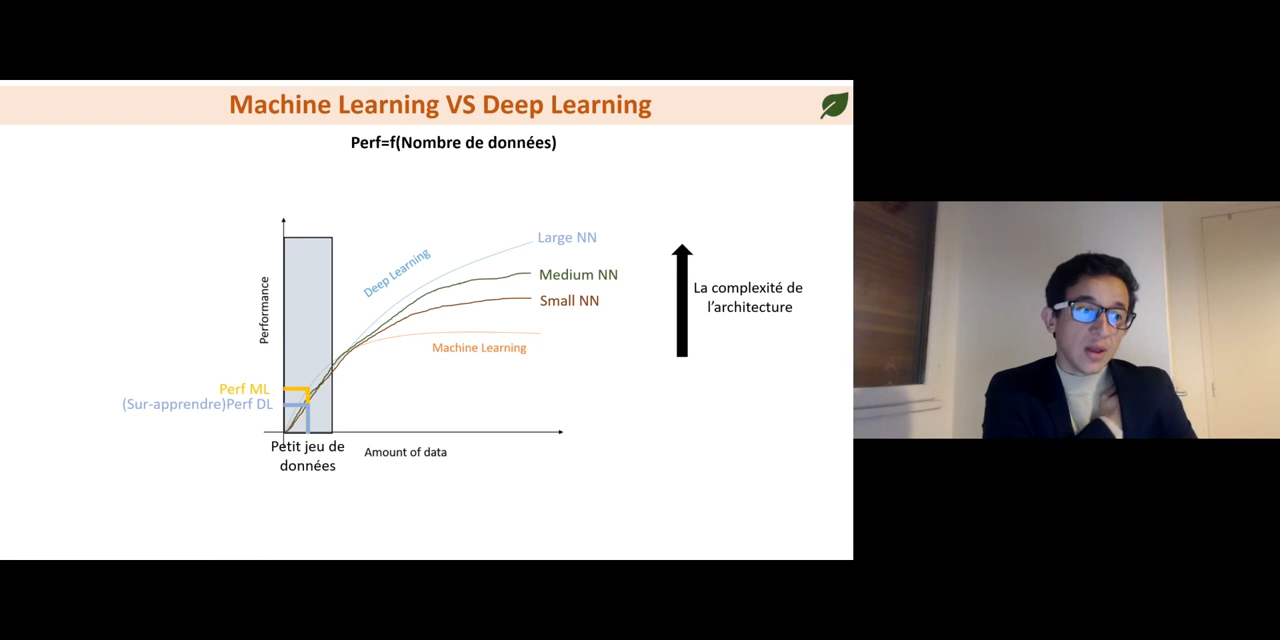 Machine Learning VS Deep Learning
Perf=f(Nombre de données)
Large NN
Deep Learning
Medium NN
Small NN
Machine Learning
La complexité de
l'architecture
Performance
Perf ML
(Sur-apprendre)Perf DL
Petit jeu de
données
Amount of data